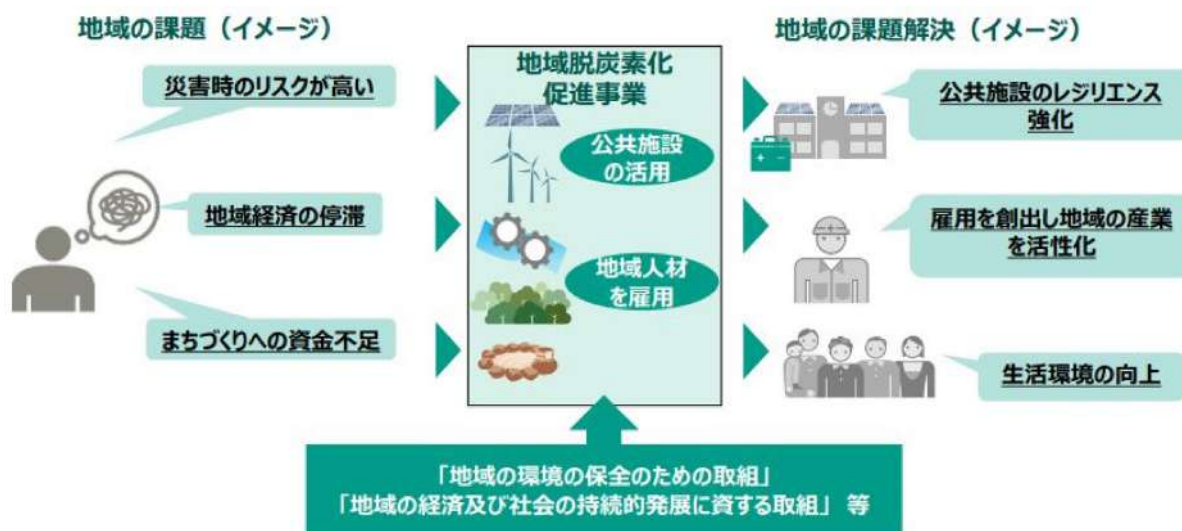 地域の課題（イメージ）
災害時のリスクが高い
地域経済の停滞
まちづくりへの資金不足
地域脱炭素化
促進事業
公共施設
の活用
地域人材
を雇用
地域の課題解決（イメージ）
公共施設のレジリエンス
強化
雇用を創出し地域の産業
を活性化
生活環境の向上
「地域の環境の保全のための取組」
「地域の経済及び社会の持続的発展に資する取組」 等